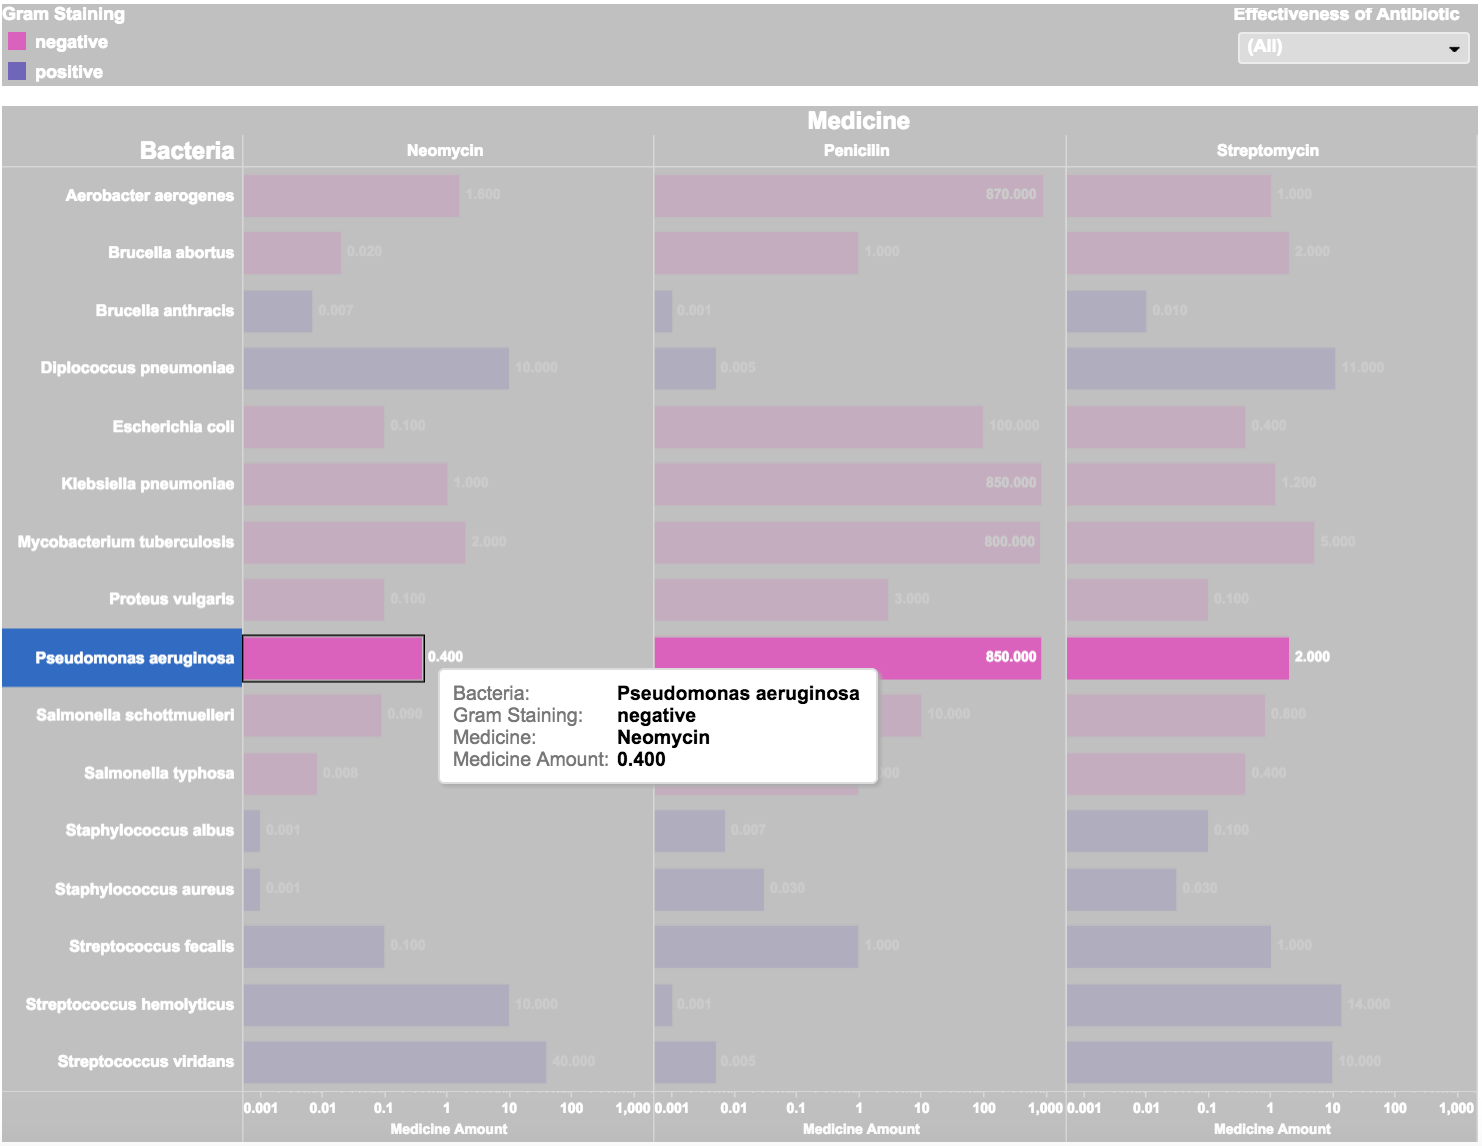 Gram Staining
negative
positive
Effectiveness of Antibiotic
(All)
Medicine
Bacteria Neomycin Penicilin Streptomycin
Aerobacter aerogenes 1.600 870.000 1.000
Brucella abortus 0.020 1.000 2.000
Brucella anthracis 0.007 0.001 0.010
Diplococcus pneumoniae 10.000 0.005 11.000
Escherichia coli 0.100 100.000 0.400
Klebsiella pneumoniae 1.000 850.000 1.200
Mycobacterium tuberculosis 2.000 800.000 5.000
Proteus vulgaris 0.100 3.000 0.100
Pseudomonas aeruginosa 0.400 850.000 2.000
Bacteria: Pseudomonas aeruginosa
Gram Staining: negative
Medicine: Neomycin
Medicine Amount: 0.400
Salmonella schottmuelleri 0.090 10.000 0.800
Salmonella typhosa 0.008 0.400
Staphylococcus albus 0.001 0.007 0.100
Staphylococcus aureus 0.001 0.030 0.030
Streptococcus fecalis 0.100 1.000 1.000
Streptococcus hemolyticus 10.000 0.001 14.000
Streptococcus viridans 40.000 0.005 10.000
0.001 0.01 0.1 1 10 100 1,000 0.001 0.01 0.1 1 10 100 1,000 0.001 0.01 0.1 1 10 100 1,000
Medicine Amount Medicine Amount Medicine Amount